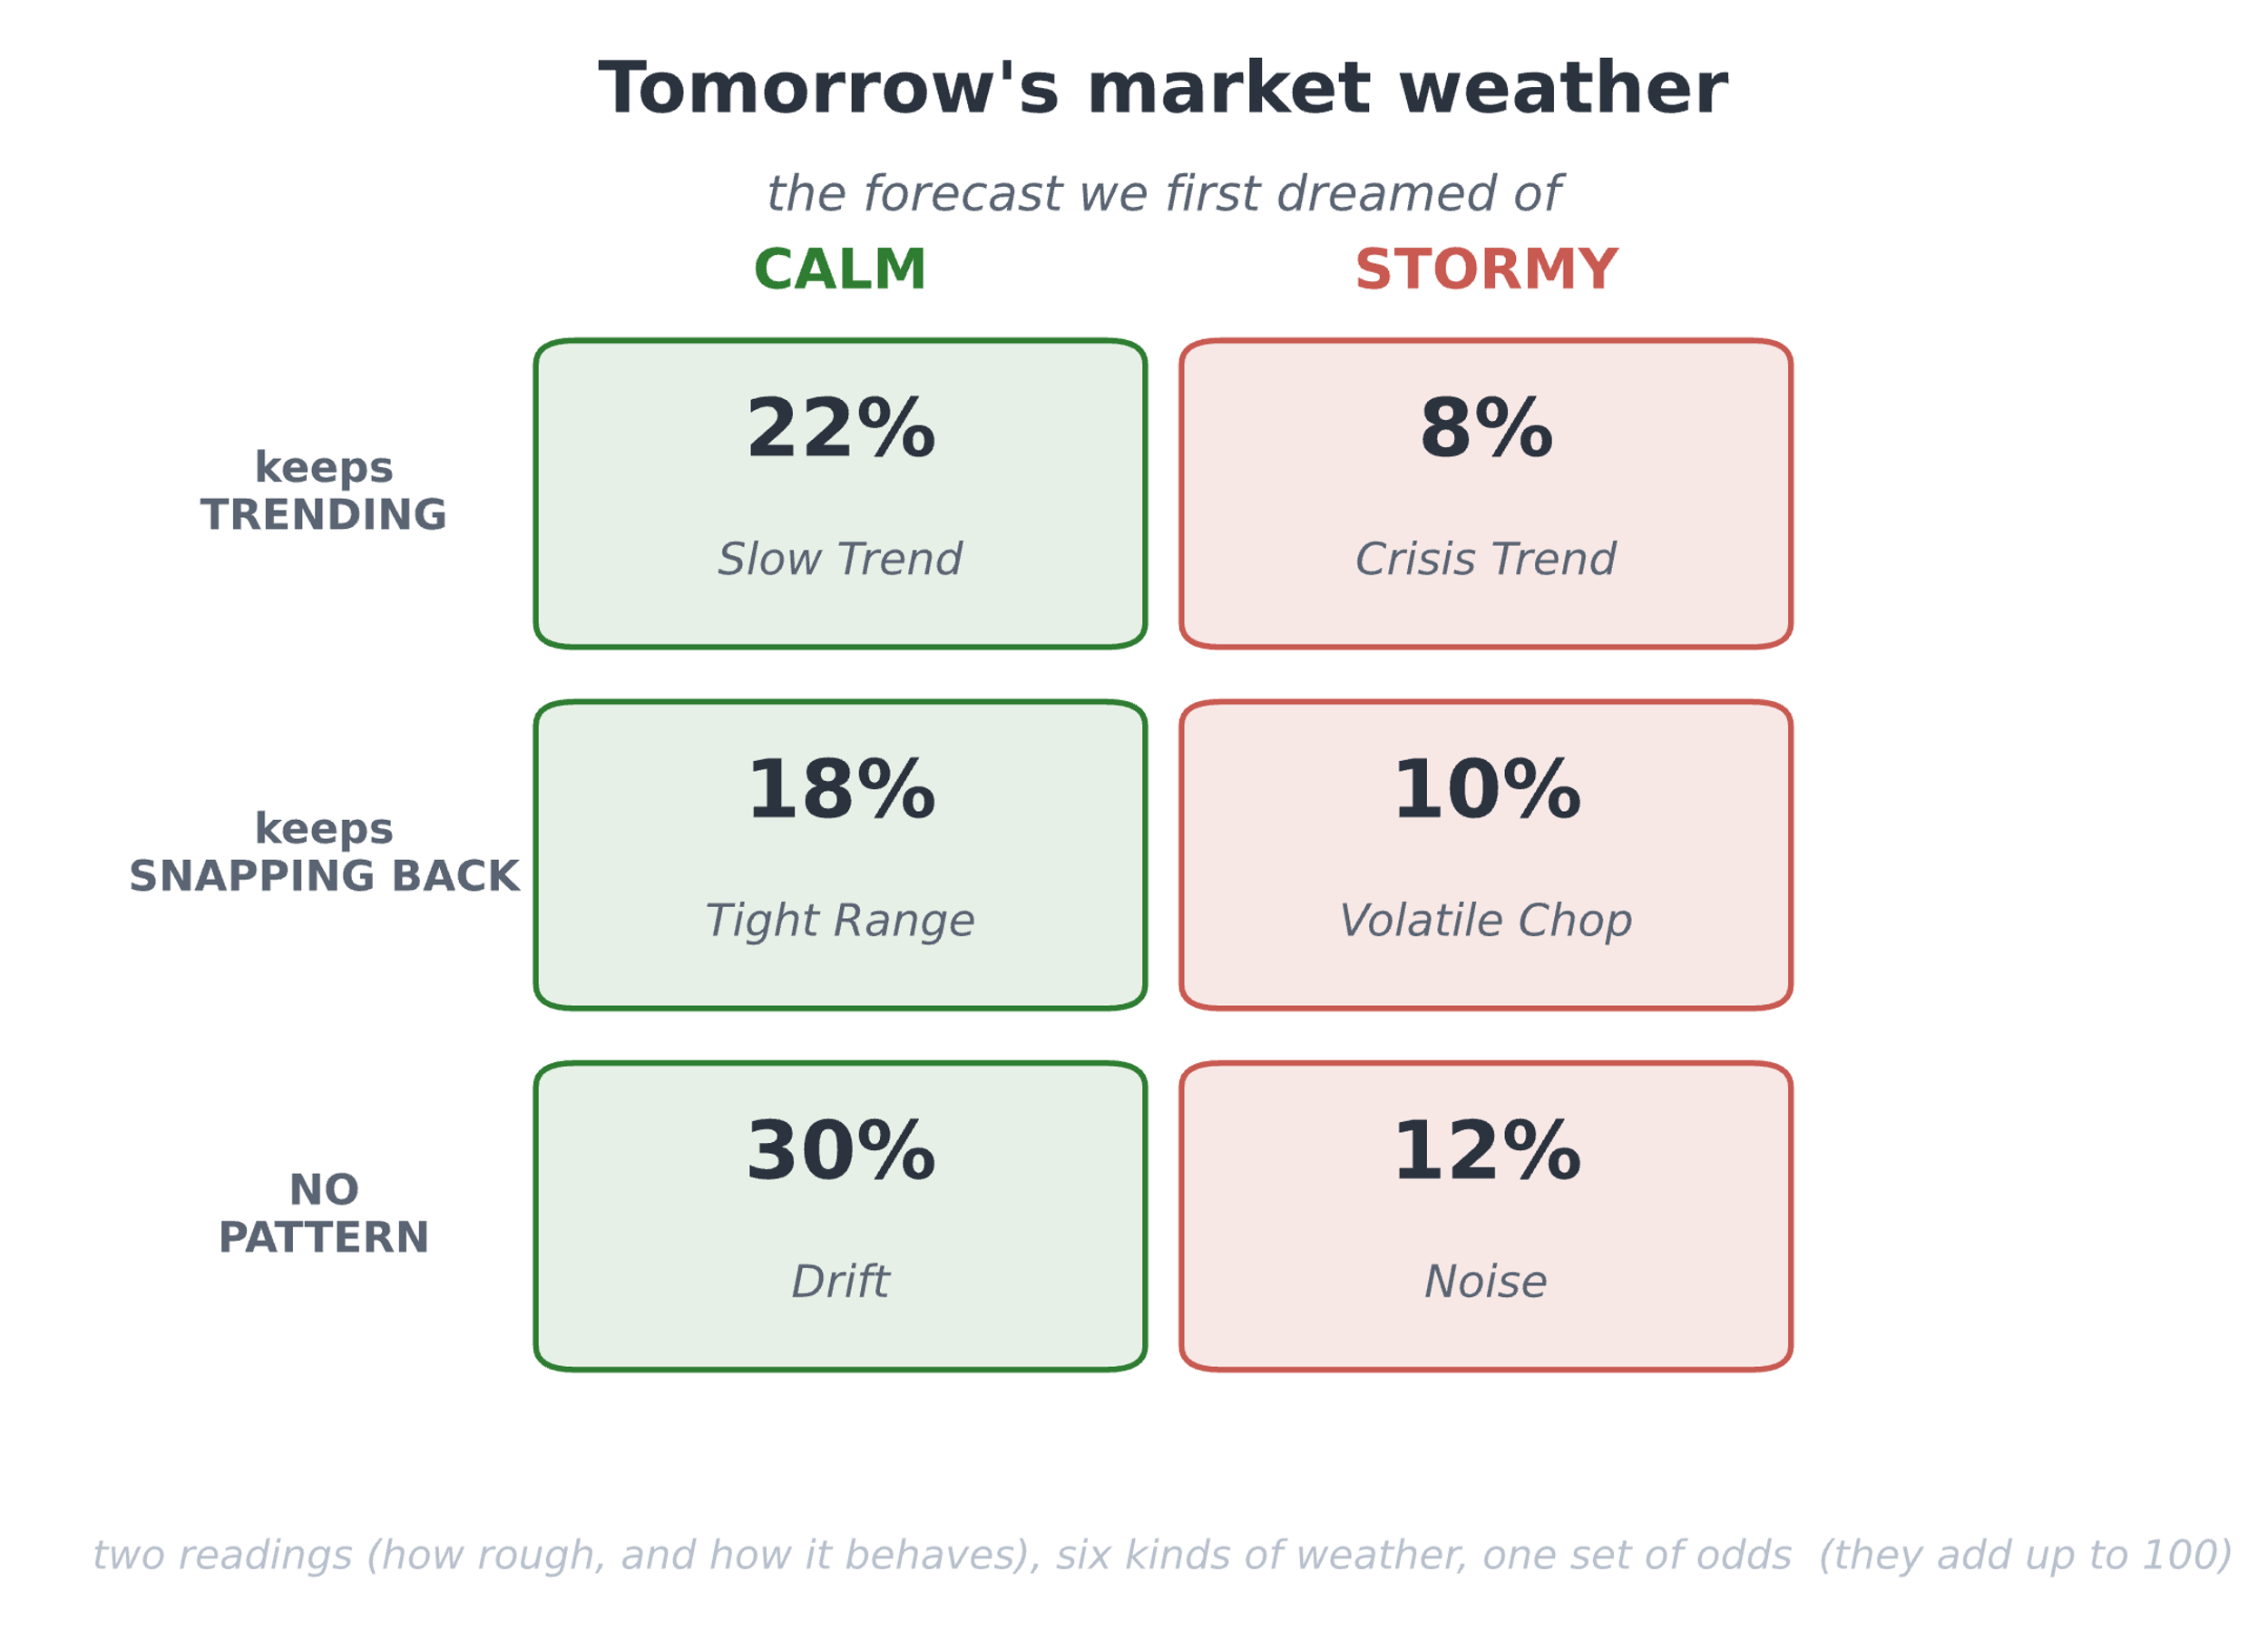 Tomorrow's market weather
the forecast we first dreamed of
CALM
STORMY
keeps
TRENDING
22%
Slow Trend
8%
Crisis Trend
keeps
SNAPPING BACK
18%
Tight Range
10%
Volatile Chop
NO
PATTERN
30%
Drift
12%
Noise
two readings (how rough, and how it behaves), six kinds of weather, one set of odds  (they add up to 100)